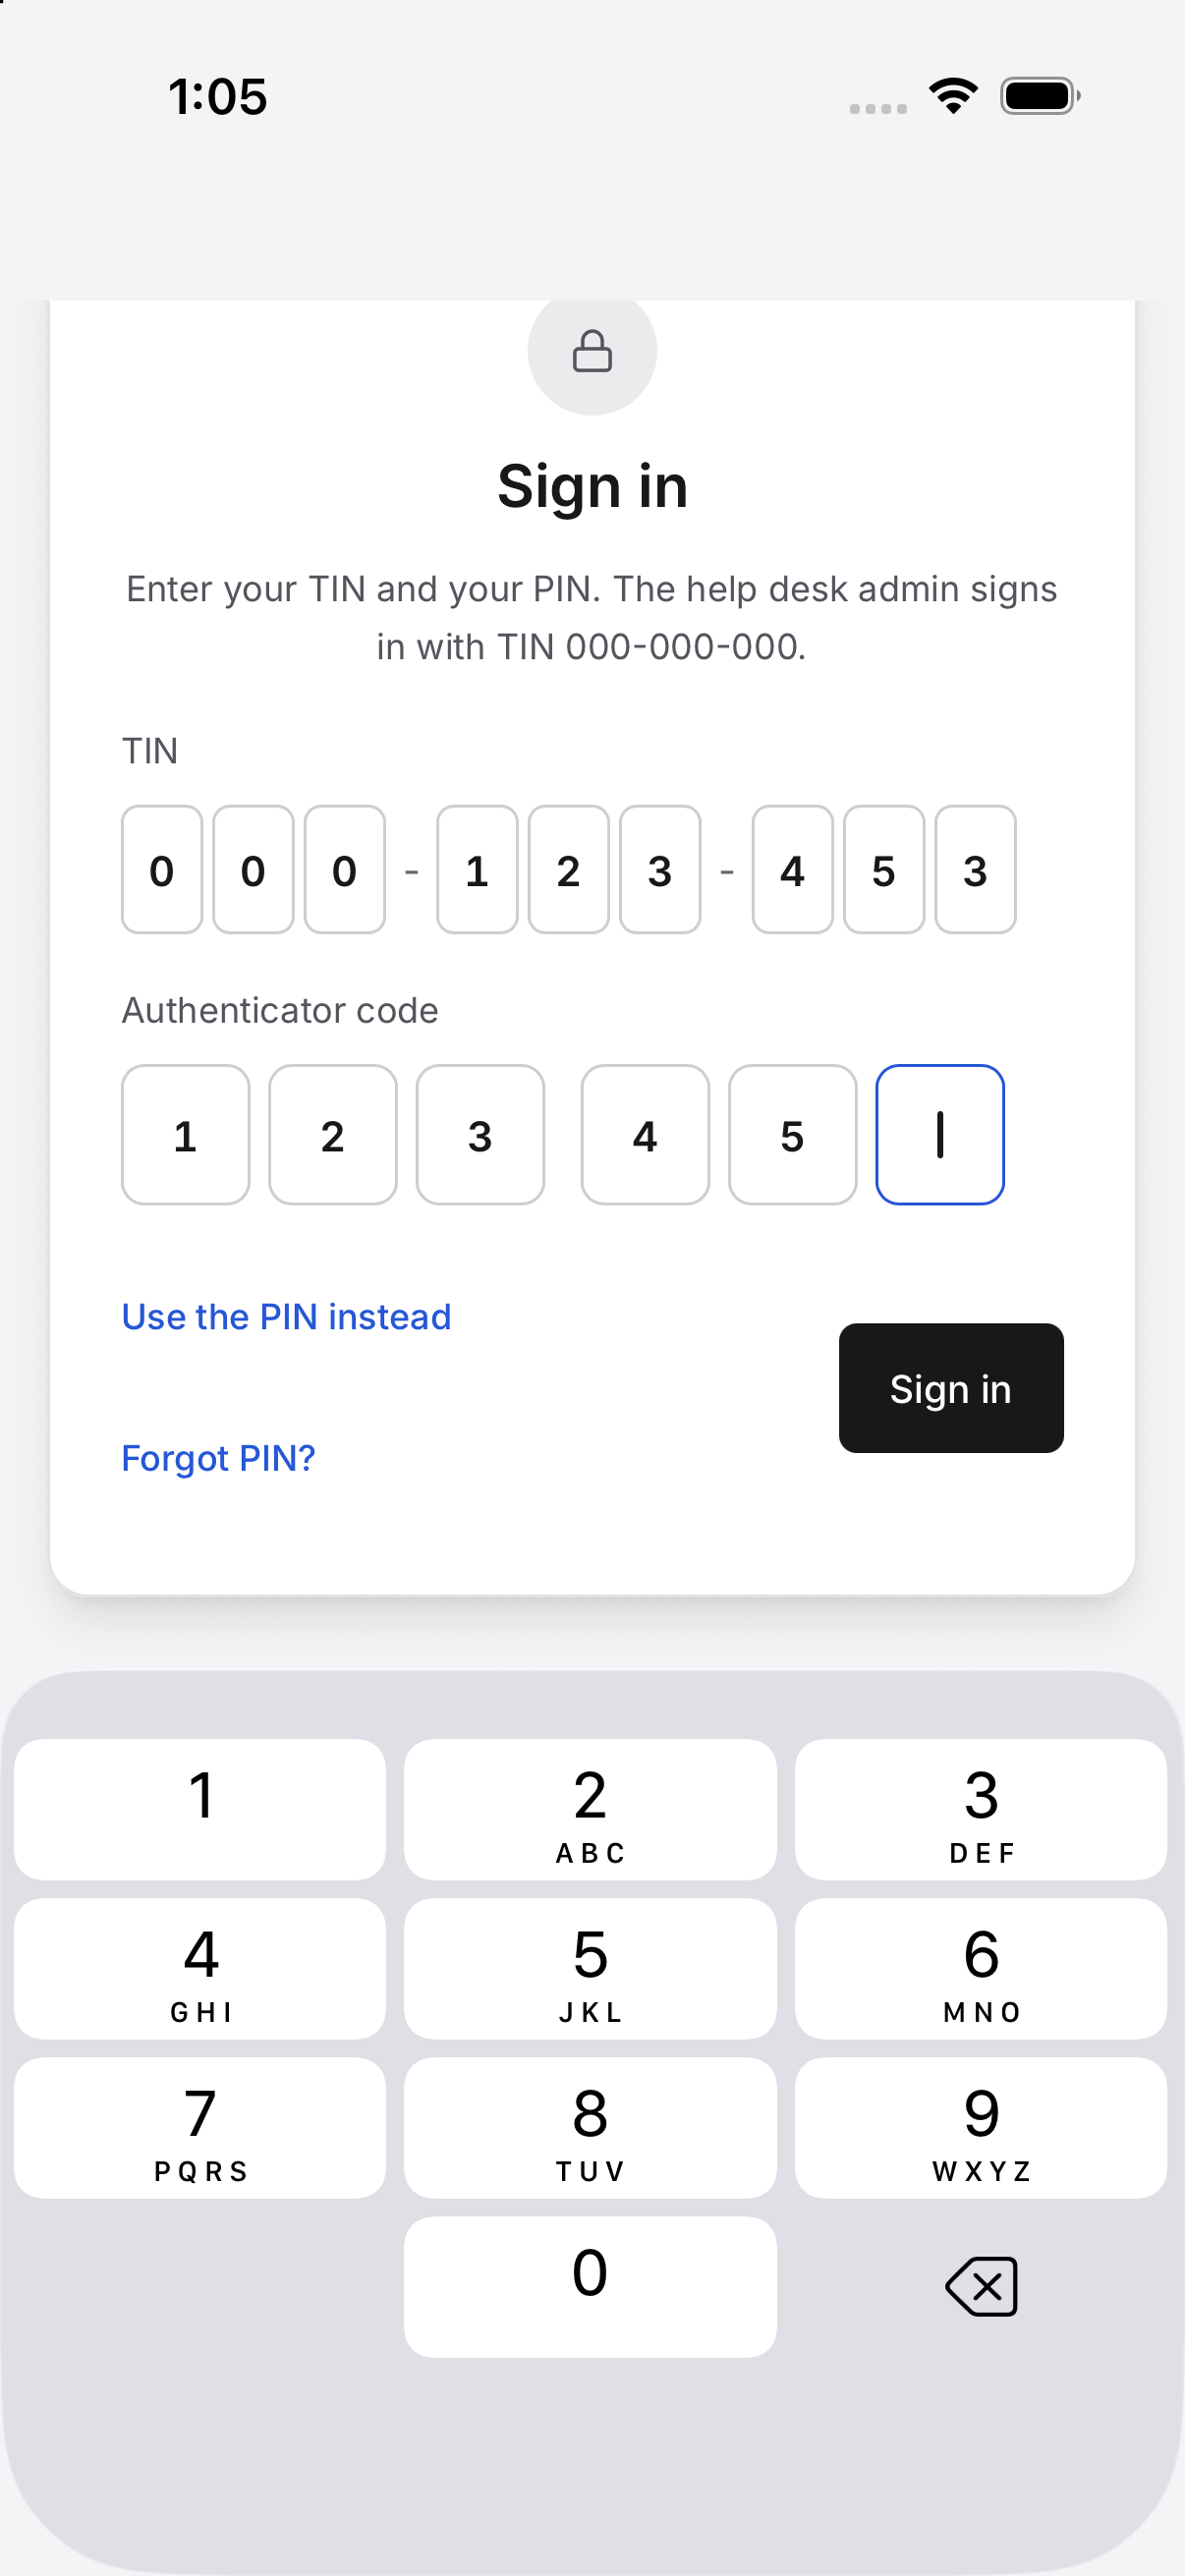 1:05
Sign in
Enter your TIN and your PIN. The help desk admin signs
in with TIN 000-000-000.
TIN
0 0 0 - 1 2 3 - 4 5 3
Authenticator code
1 2 3 4 5
Use the PIN instead
Sign in
Forgot PIN?
1 2 3
ABC DEF
4 5 6
GHI JKL MNO
7 8 9
PQRS TUV WXYZ
0